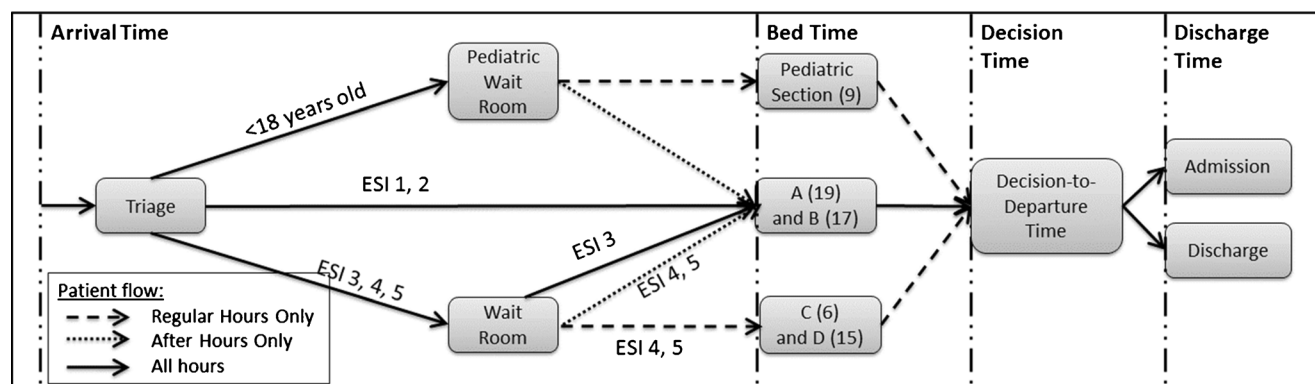 Arrival Time
Bed Time
Decision
Time
Discharge
Time
Pediatric
Wait
Room
Pediatric
Section (9)
<18 years old
ESI 1, 2
Triage
A (19)
and B (17)
Decision-to-
Departure
Time
Admission
Discharge
ESI 3
ESI 3, 4, 5
ESI 4, 5
Wait
Room
C (6)
and D (15)
ESI 4, 5
Patient flow:
Regular Hours Only
After Hours Only
All hours